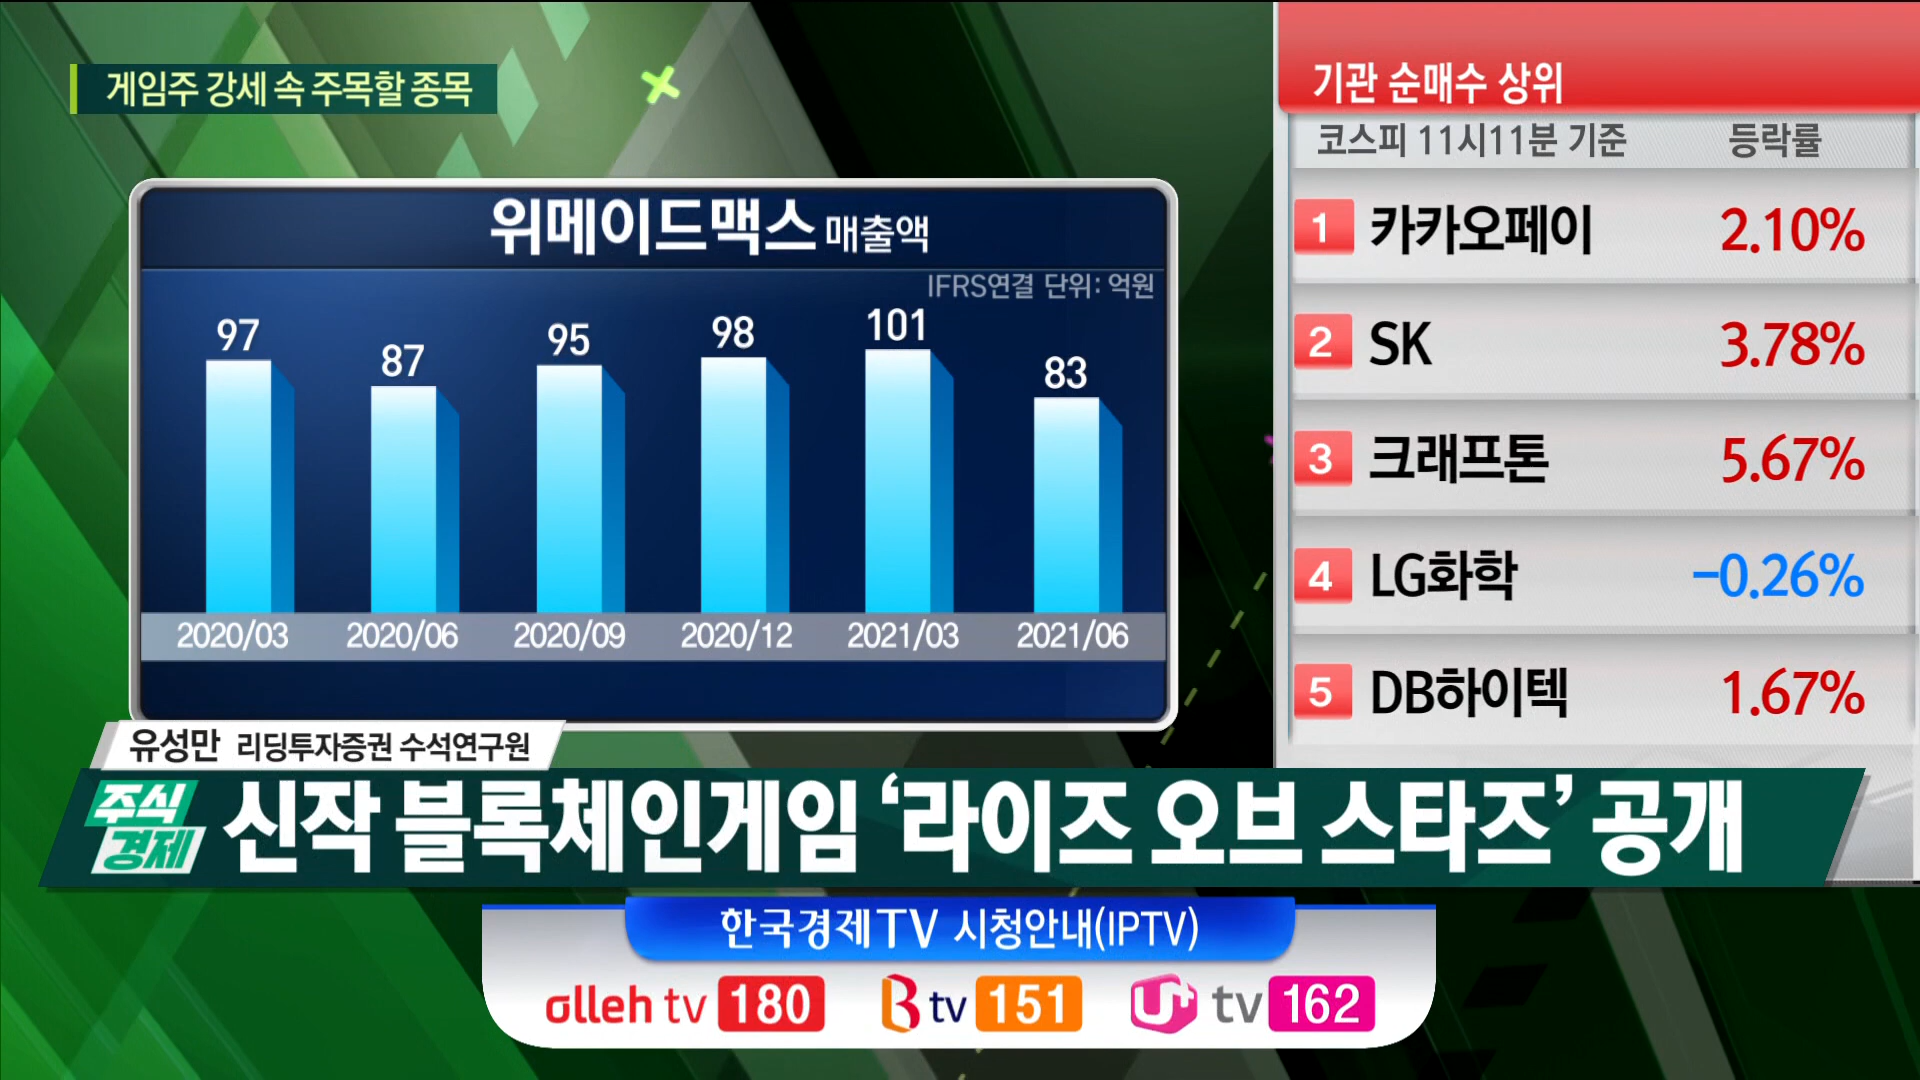 게임주 강세 속 주목할 종목
위메이드맥스 매출액
IFRS연결 단위: 억원
97
87
95
98
101
83
2020/03
2020/06
2020/09
2020/12
2021/03
2021/06
기관 순매수 상위
코스피 11시11분 기준 등락률
1 카카오페이 2.10%
2 SK 3.78%
3 크래프톤 5.67%
4 LG화학 -0.26%
5 DB하이텍 1.67%
유성만 리딩투자증권 수석연구원
주식
경제
신작 블록체인게임 ‘라이즈 오브 스타즈’ 공개
한국경제TV 시청안내(IPTV)
olleh tv 180
B tv 151
U+ tv 162